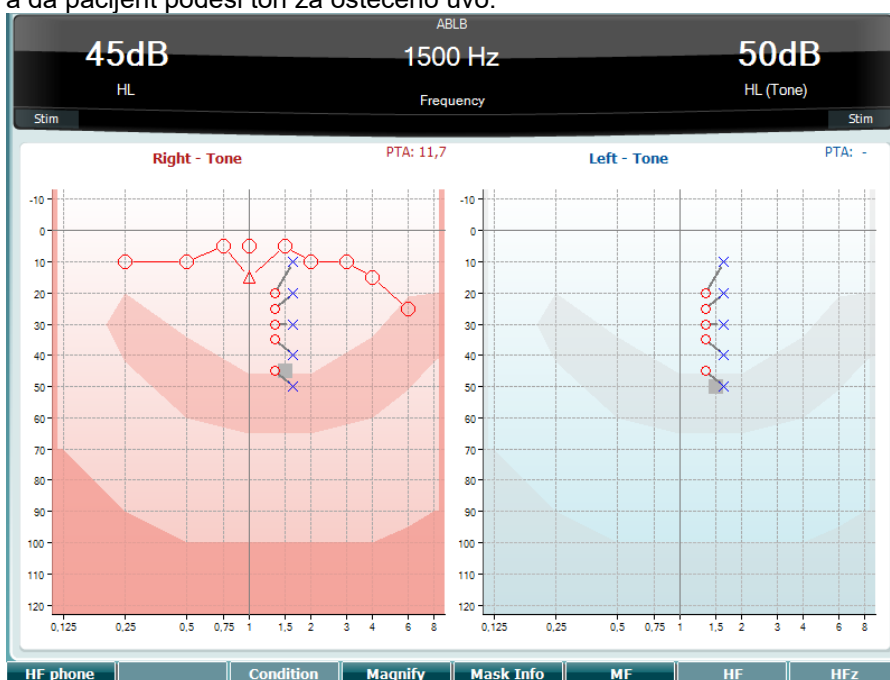 a da pacijent podesi ton za oštećeno uvo.
ABLB
45dB 1500 Hz 50dB
HL Frequency HL (Tone)
Stim Stim
Right - Tone PTA: 11,7 Left - Tone PTA: -
-10 -10
0 0
10 10
20 20
30 30
40 40
50 50
60 60
70 70
80 80
90 90
100 100
110 110
120 120
0,125 0,25 0,5 0,75 1 1,5 2 3 4 6 8 0,125 0,25 0,5 0,75 1 1,5 2 3 4 6 8
HF phone Condition Magnify Mask Info MF HF HFz